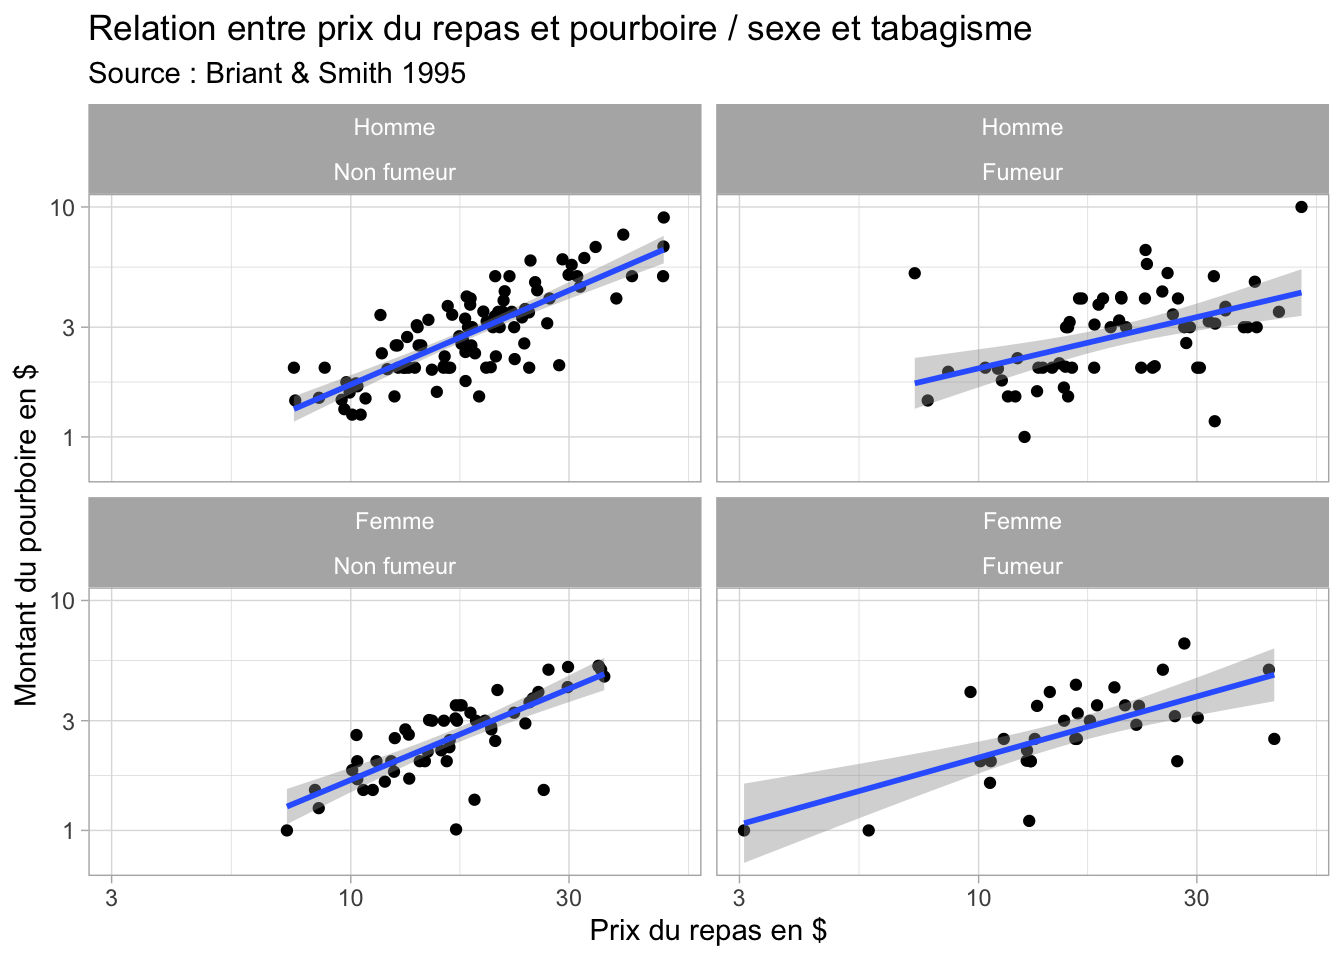 Relation entre prix du repas et pourboire / sexe et tabagisme
Source : Briant & Smith 1995
Homme
Non fumeur
Homme
Fumeur
10
3
1
Femme
Non fumeur
Femme
Fumeur
10
3
1
3
10
30
3
10
30
Prix du repas en $
Montant du pourboire en $